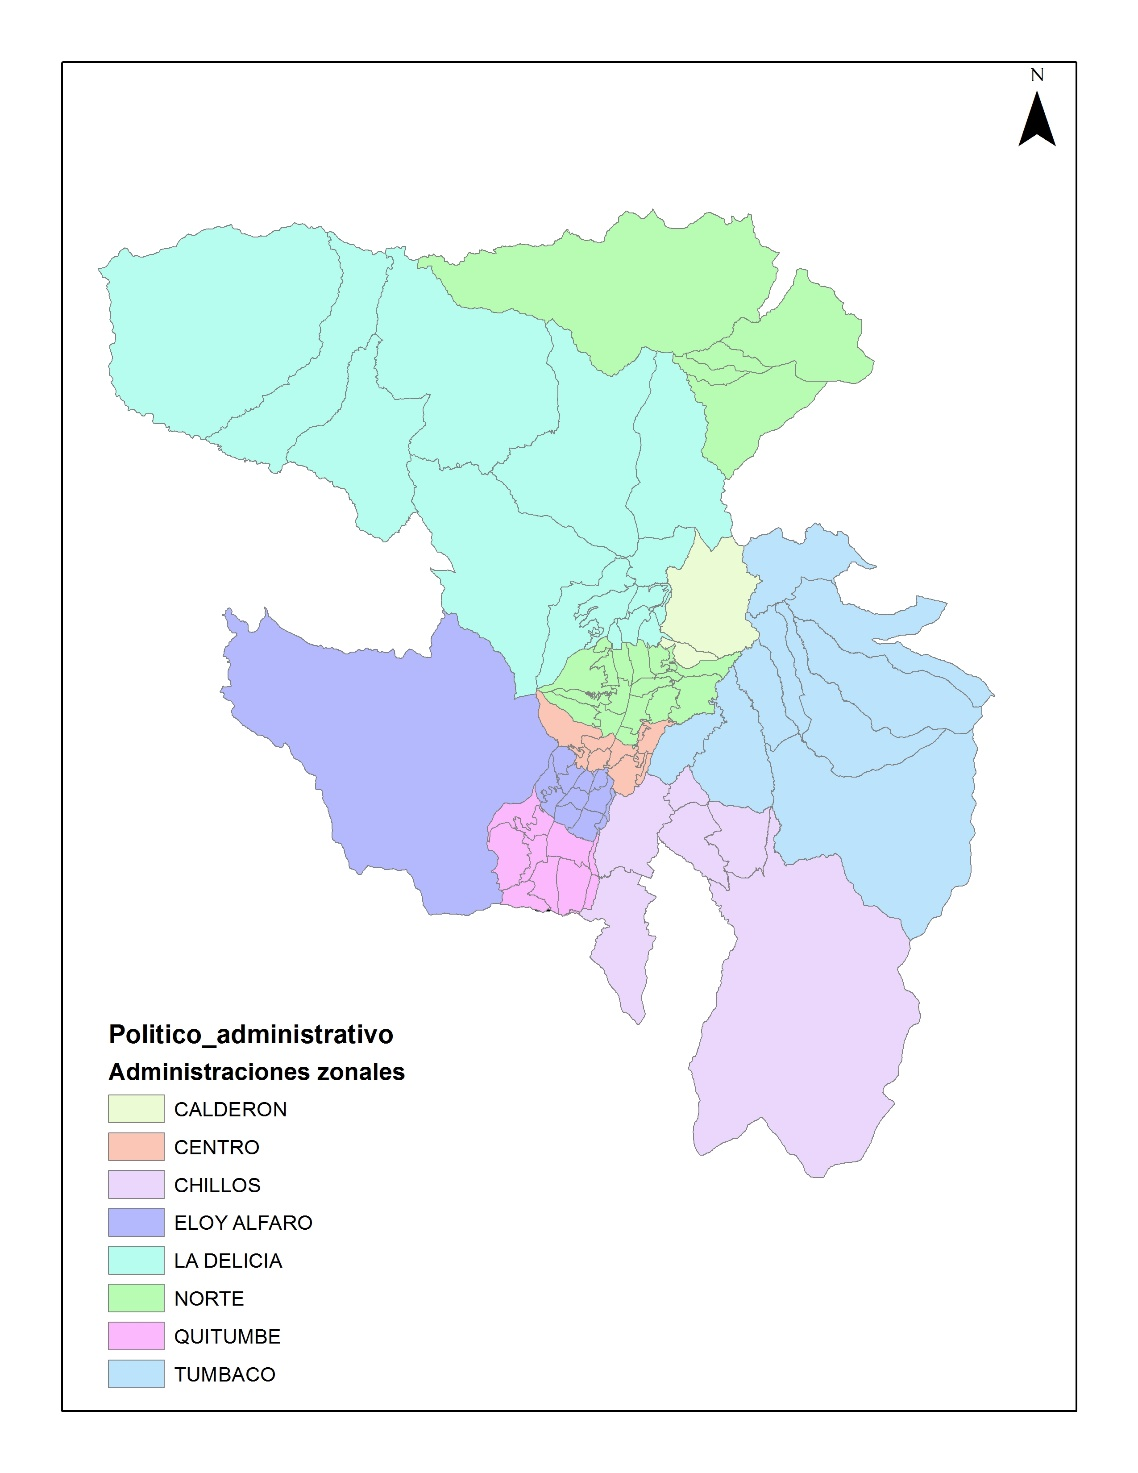 N
Politico_administrativo
Administraciones zonales
CALDERON
CENTRO
CHILLOS
ELOY ALFARO
LA DELICIA
NORTE
QUITUMBE
TUMBACO